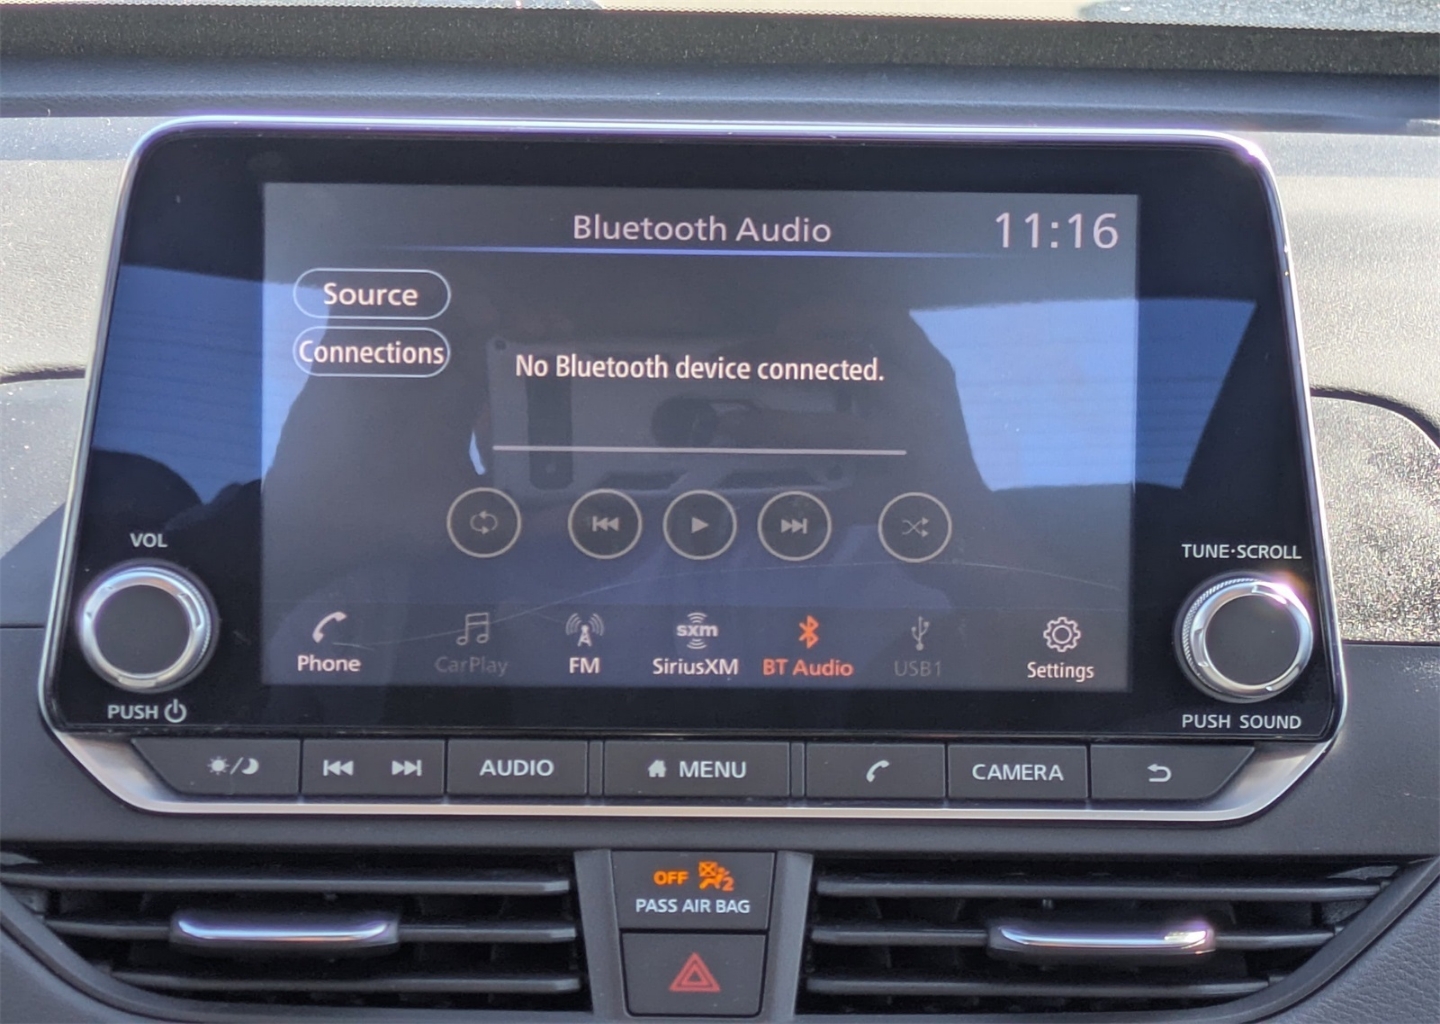 Bluetooth Audio
11:16
Source
Connections
No Bluetooth device connected.
VOL
TUNE·SCROLL
Phone
CarPlay
FM
sxm
SiriusXM
BT Audio
USB1
Settings
PUSH
PUSH SOUND
AUDIO
MENU
CAMERA
OFF 2
PASS AIR BAG